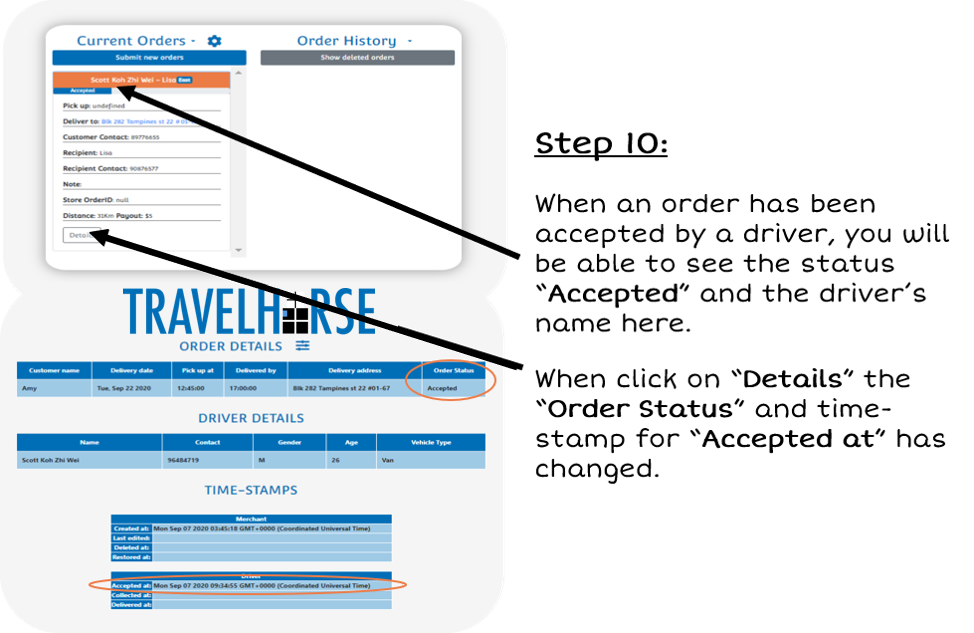 Current Orders -
Order History -
Submit new orders
Show deleted orders
Scott Koh Zhi Wei - Lisa
Accepted
Pick up: undefined
Deliver to: Blk 282 Tampines st 22 #01-
Customer Contact: 89776655
Recipient: Lisa
Recipient Contact: 90876577
Note:
Store OrderID: null
Distance: 31Km Payout: $5
Detail
TRAVELHORSE
ORDER DETAILS
Customer name Delivery date Pick up at Delivered by Delivery address Order Status
Amy Tue, Sep 22 2020 12:45:00 17:00:00 Blk 282 Tampines st 22 #01-67 Accepted
DRIVER DETAILS
Name Contact Gender Age Vehicle Type
Scott Koh Zhi Wei 96484719 M 26 Van
TIME-STAMPS
Merchant
Created at: Mon Sep 07 2020 03:45:18 GMT+0000 (Coordinated Universal Time)
Last edited:
Deleted at:
Restored at:
Driver
Accepted at: Mon Sep 07 2020 09:34:55 GMT+0000 (Coordinated Universal Time)
Collected at:
Delivered at:
Step 10:
When an order has been
accepted by a driver, you will
be able to see the status
“Accepted” and the driver’s
name here.
When click on “Details” the
“Order Status” and time-
stamp for “Accepted at” has
changed.